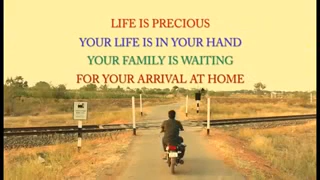 LIFE IS PRECIOUS
YOUR LIFE IS IN YOUR HAND
YOUR FAMILY IS WAITING
FOR YOUR ARRIVAL AT HOME